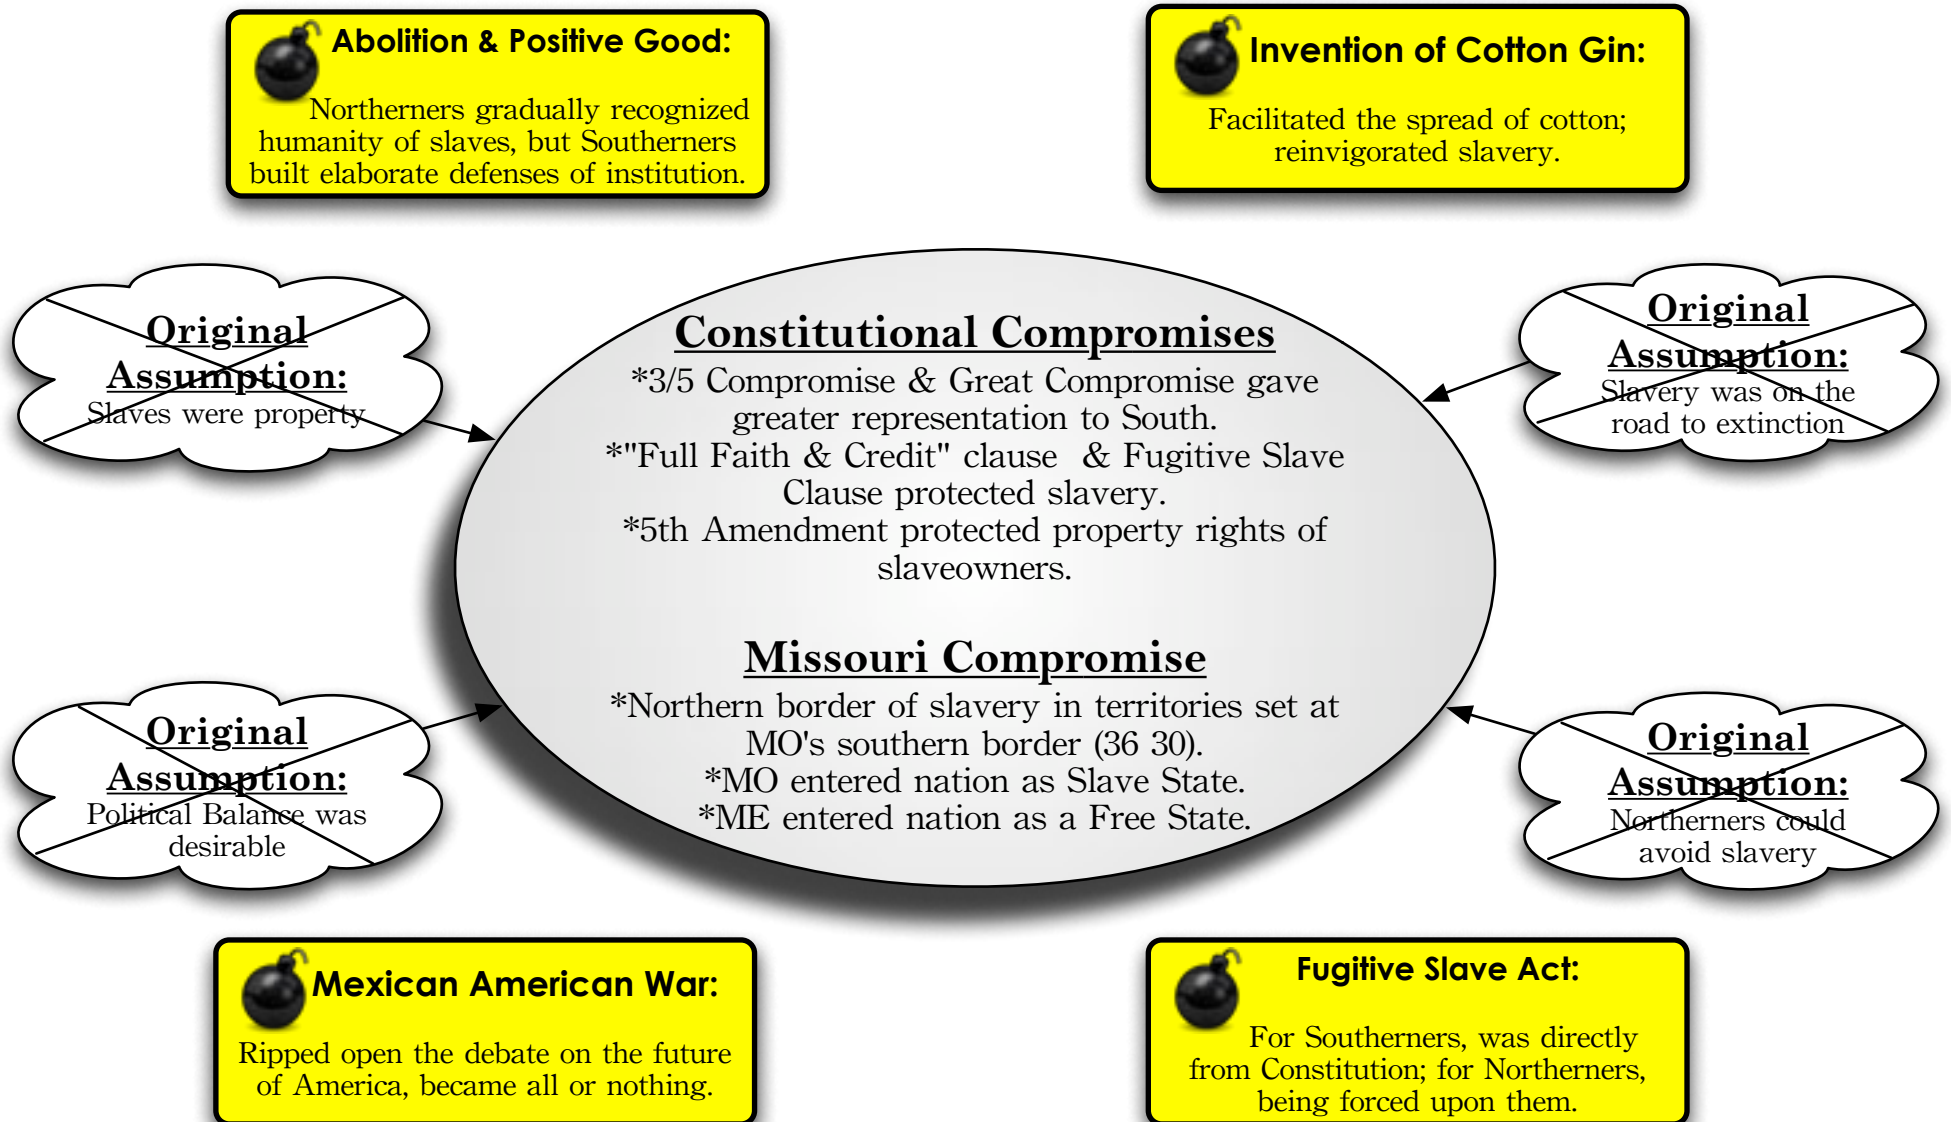 Abolition & Positive Good:
Northerners gradually recognized
humanity of slaves, but Southerners
built elaborate defenses of institution.
Invention of Cotton Gin:
Facilitated the spread of cotton;
reinvigorated slavery.
Original
Assumption:
Slaves were property
Constitutional Compromises
*3/5 Compromise & Great Compromise gave
greater representation to South.
*"Full Faith & Credit" clause  & Fugitive Slave
Clause protected slavery.
*5th Amendment protected property rights of
slaveowners.
Missouri Compromise
*Northern border of slavery in territories set at
MO's southern border (36 30).
*MO entered nation as Slave State.
*ME entered nation as a Free State.
Original
Assumption:
Slavery was on the
road to extinction
Original
Assumption:
Political Balance was
desirable
Original
Assumption:
Northerners could
avoid slavery
Mexican American War:
Ripped open the debate on the future
of America, became all or nothing.
Fugitive Slave Act:
For Southerners, was directly
from Constitution; for Northerners,
being forced upon them.